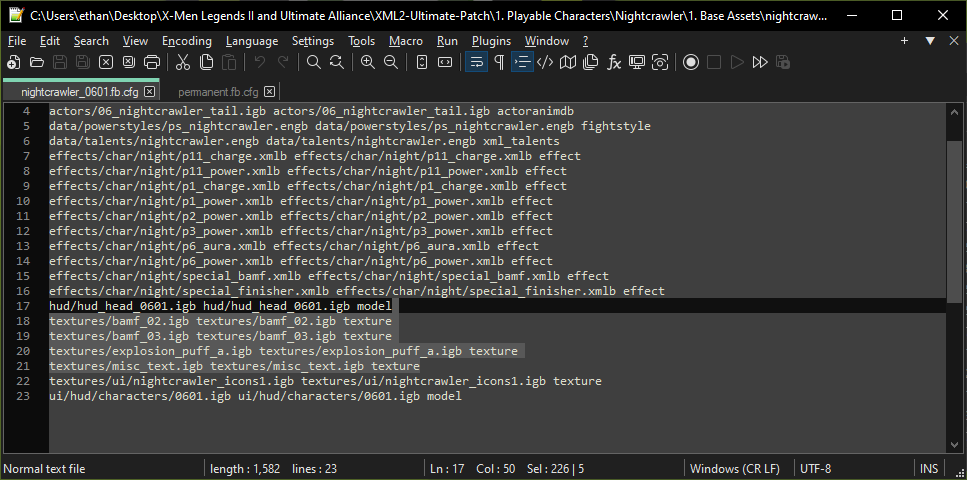 C:\Users\ethan\Desktop\X-Men Legends II and Ultimate Alliance\XML2-Ultimate-Patch\1. Playable Characters\Nightcrawler\1. Base Assets\nightcraw...
File Edit Search View Encoding Language Settings Tools Macro Run Plugins Window ?
nightcrawler_0601.fb.cfg permanent.fb.cfg
4 actors/06_nightcrawler_tail.igb actors/06_nightcrawler_tail.igb actoranimdb
5 data/powerstyles/ps_nightcrawler.engb data/powerstyles/ps_nightcrawler.engb fightstyle
6 data/talents/nightcrawler.engb data/talents/nightcrawler.engb xml_talents
7 effects/char/night/p11_charge.xmlb effects/char/night/p11_charge.xmlb effect
8 effects/char/night/p11_power.xmlb effects/char/night/p11_power.xmlb effect
9 effects/char/night/p1_charge.xmlb effects/char/night/p1_charge.xmlb effect
10 effects/char/night/p1_power.xmlb effects/char/night/p1_power.xmlb effect
11 effects/char/night/p2_power.xmlb effects/char/night/p2_power.xmlb effect
12 effects/char/night/p3_power.xmlb effects/char/night/p3_power.xmlb effect
13 effects/char/night/p6_aura.xmlb effects/char/night/p6_aura.xmlb effect
14 effects/char/night/p6_power.xmlb effects/char/night/p6_power.xmlb effect
15 effects/char/night/special_bamf.xmlb effects/char/night/special_bamf.xmlb effect
16 effects/char/night/special_finisher.xmlb effects/char/night/special_finisher.xmlb effect
17 hud/hud_head_0601.igb hud/hud_head_0601.igb model
18 textures/bamf_02.igb textures/bamf_02.igb texture
19 textures/bamf_03.igb textures/bamf_03.igb texture
20 textures/explosion_puff_a.igb textures/explosion_puff_a.igb texture
21 textures/misc_text.igb textures/misc_text.igb texture
22 textures/ui/nightcrawler_icons1.igb textures/ui/nightcrawler_icons1.igb texture
23 ui/hud/characters/0601.igb ui/hud/characters/0601.igb model
Normal text file length : 1,582 lines : 23 Ln : 17 Col : 50 Sel : 226 | 5 Windows (CR LF) UTF-8 INS